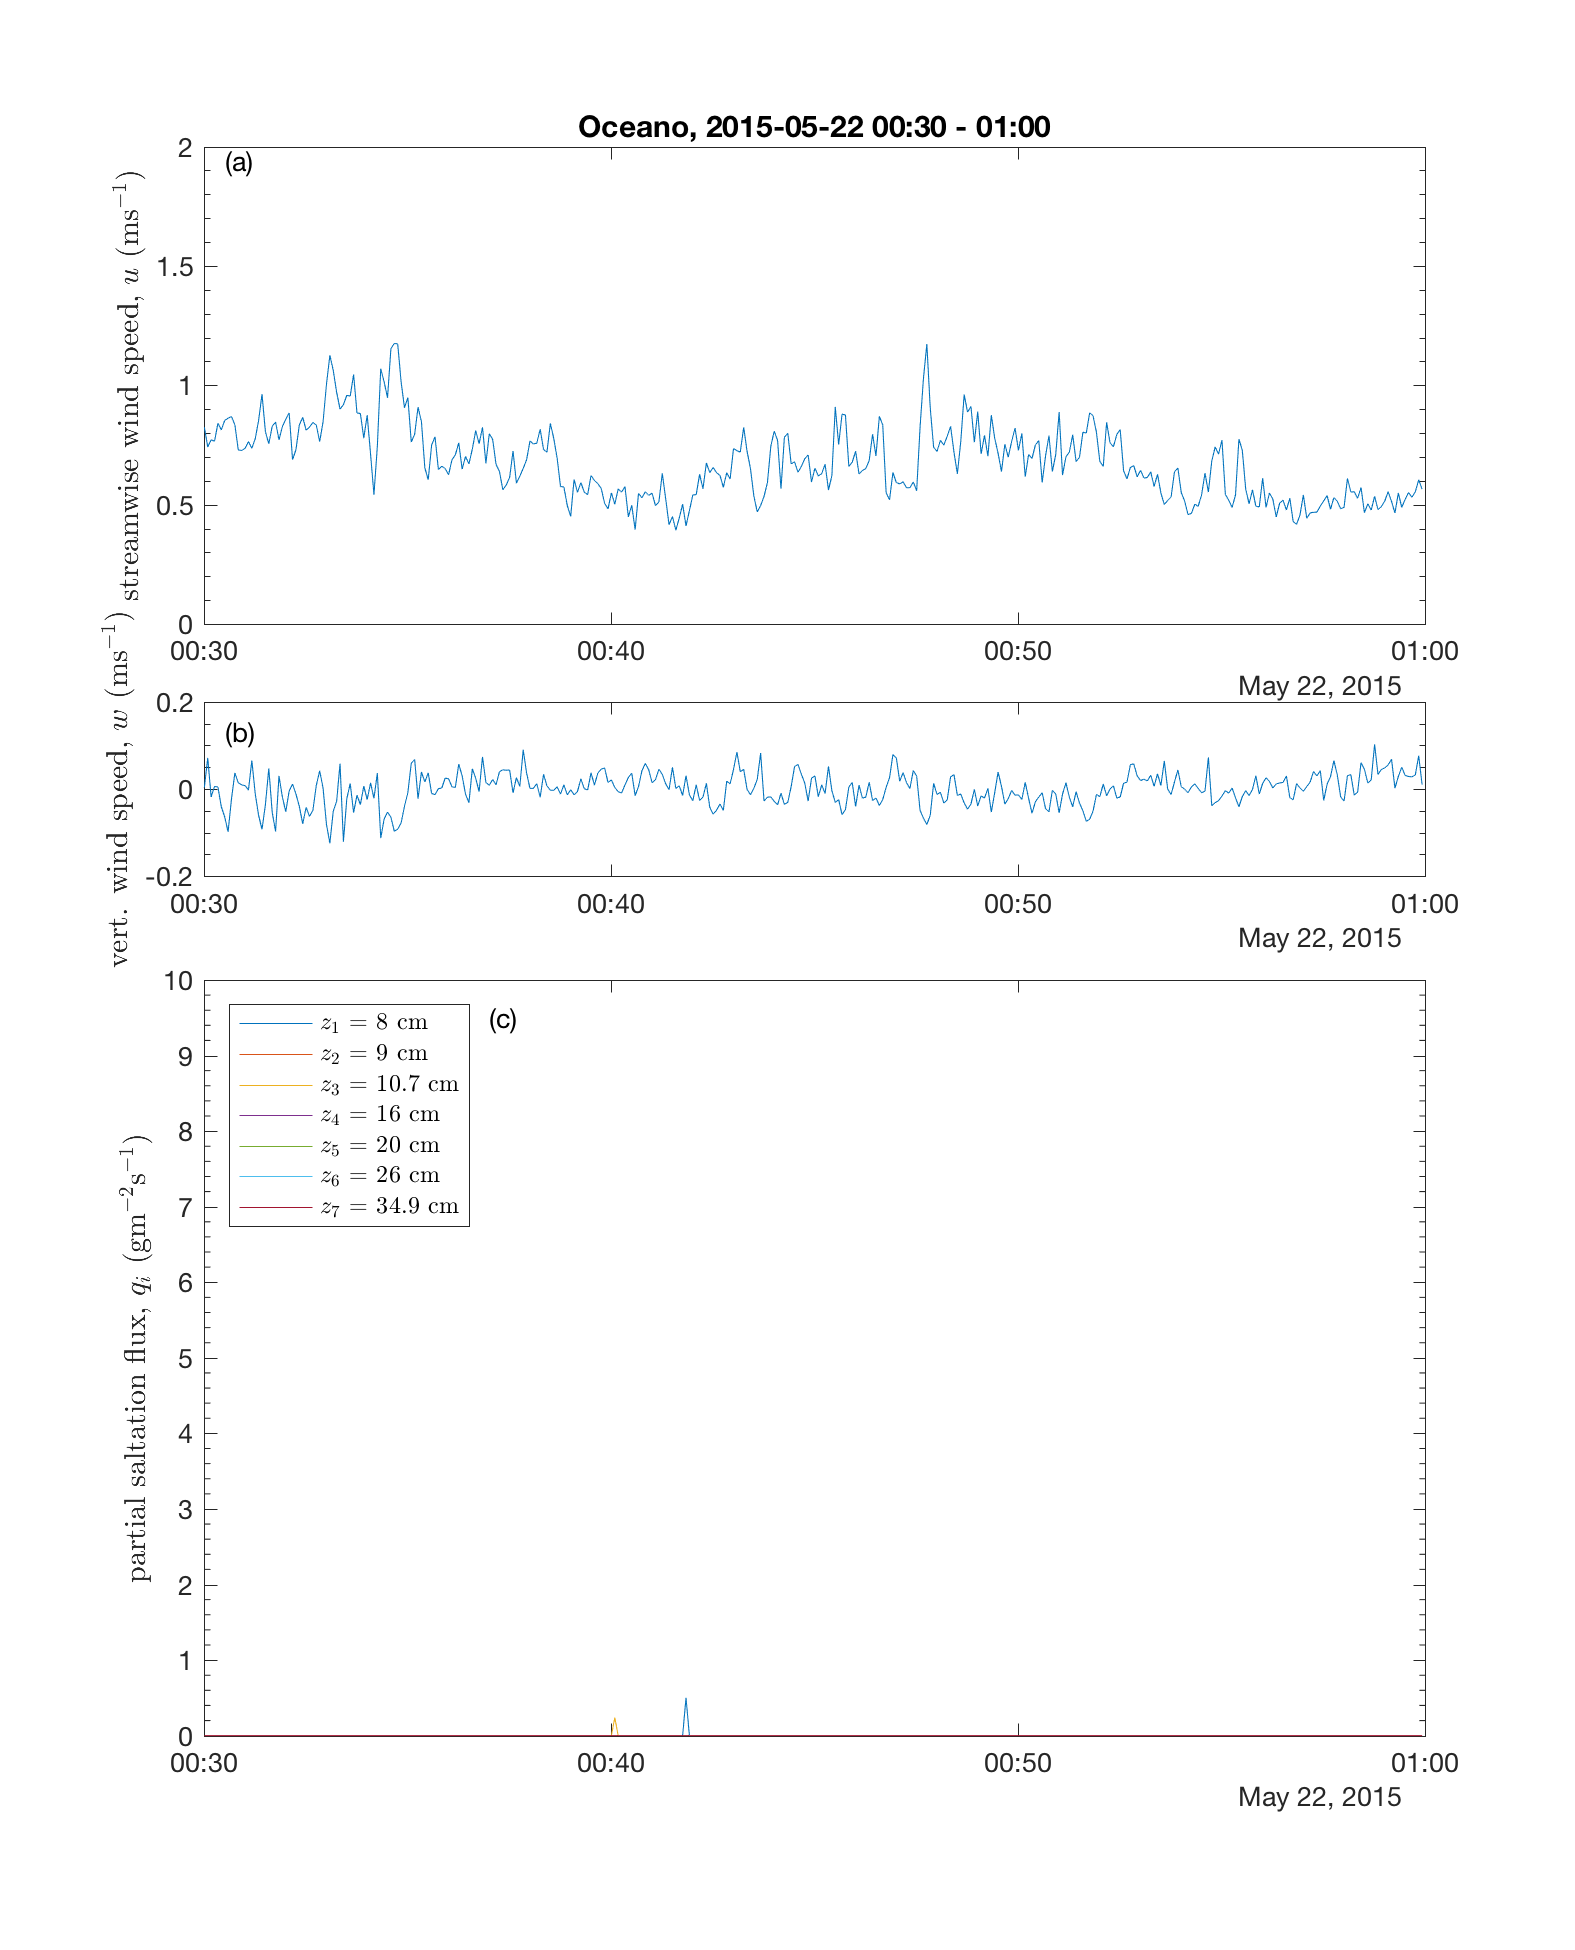 Oceano, 2015-05-22 00:30 - 01:00
(a)
streamwise wind speed, u (ms⁻¹)
2
1.5
1
0.5
0
00:30 00:40 00:50 01:00
May 22, 2015
(b)
vert. wind speed, w (ms⁻¹)
0.2
0
-0.2
00:30 00:40 00:50 01:00
May 22, 2015
(c)
partial saltation flux, qᵢ (gm⁻²s⁻¹)
10
9
8
7
6
5
4
3
2
1
0
z₁ = 8 cm
z₂ = 9 cm
z₃ = 10.7 cm
z₄ = 16 cm
z₅ = 20 cm
z₆ = 26 cm
z₇ = 34.9 cm
00:30 00:40 00:50 01:00
May 22, 2015